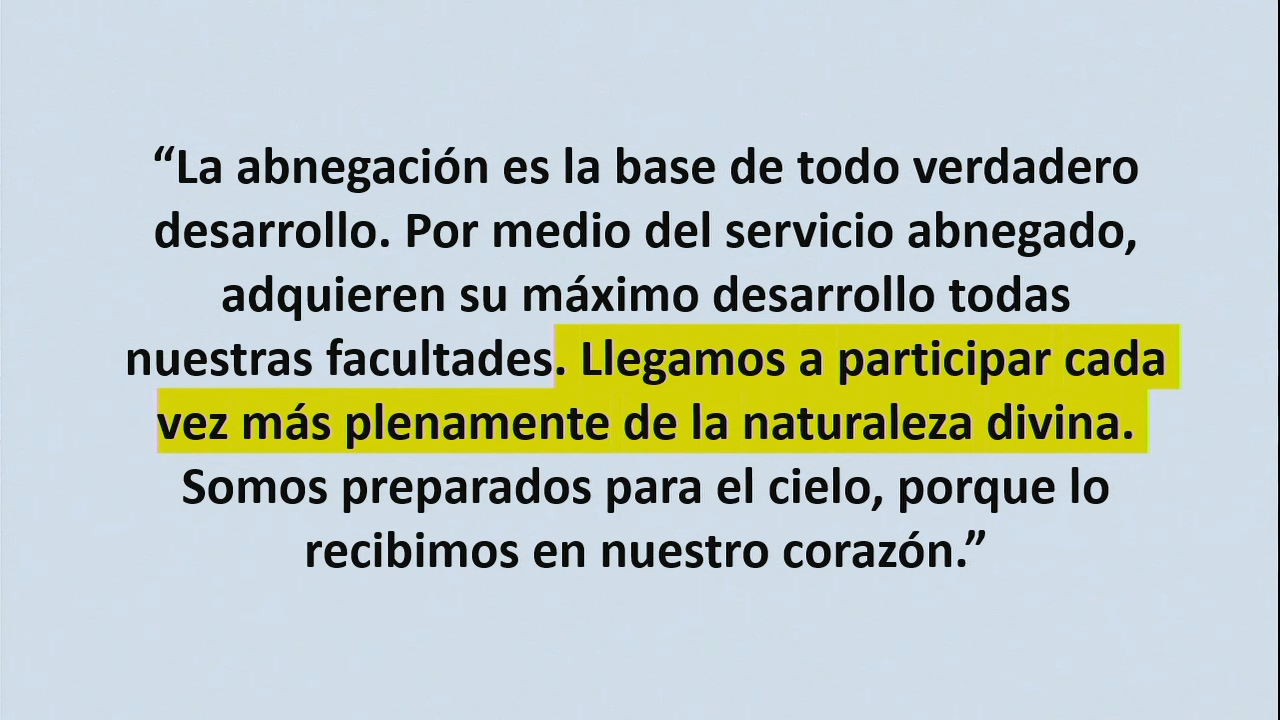 “La abnegación es la base de todo verdadero
desarrollo. Por medio del servicio abnegado,
adquieren su máximo desarrollo todas
nuestras facultades. Llegamos a participar cada
vez más plenamente de la naturaleza divina.
Somos preparados para el cielo, porque lo
recibimos en nuestro corazón.”